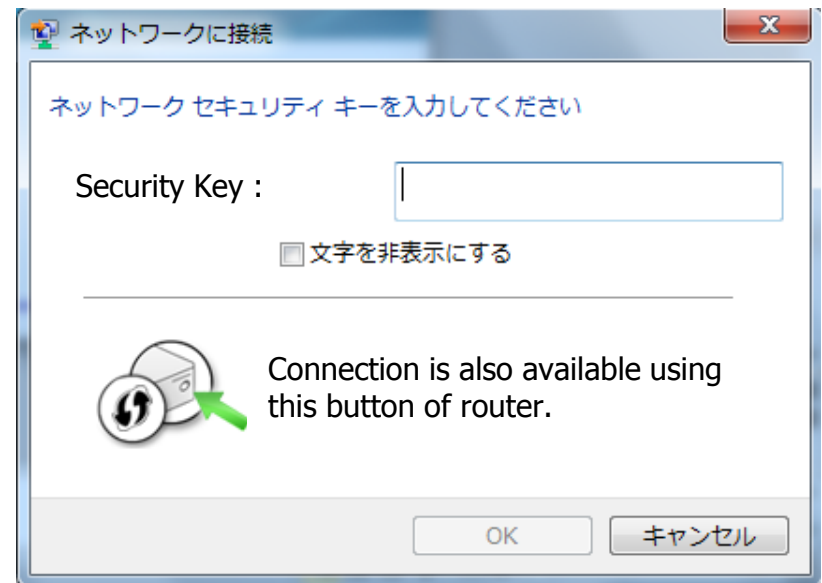 ネットワークに接続
ネットワーク セキュリティ キーを入力してください
Security Key :
文字を非表示にする
Connection is also available using
this button of router.
OK
キャンセル